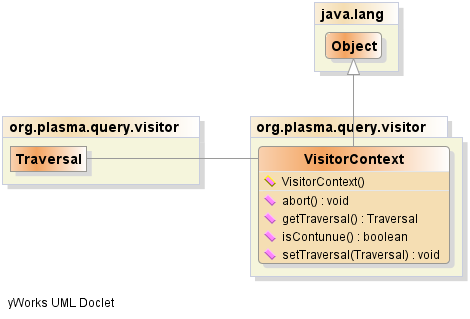 java.lang
Object
org.plasma.query.visitor
Traversal
org.plasma.query.visitor
VisitorContext
VisitorContext()
abort() : void
getTraversal() : Traversal
isContunue() : boolean
setTraversal(Traversal) : void
yWorks UML Doclet